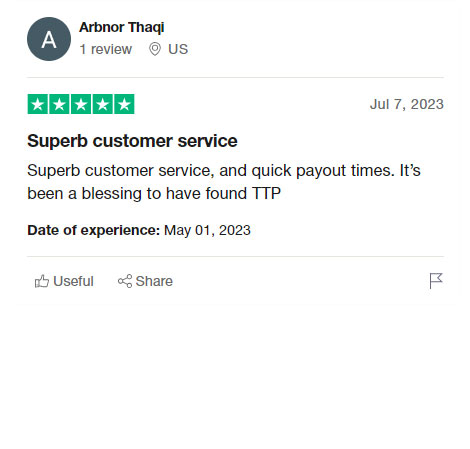 A
Arbnor Thaqi
1 review US
Jul 7, 2023
Superb customer service
Superb customer service, and quick payout times. It’s
been a blessing to have found TTP
Date of experience: May 01, 2023
Useful Share